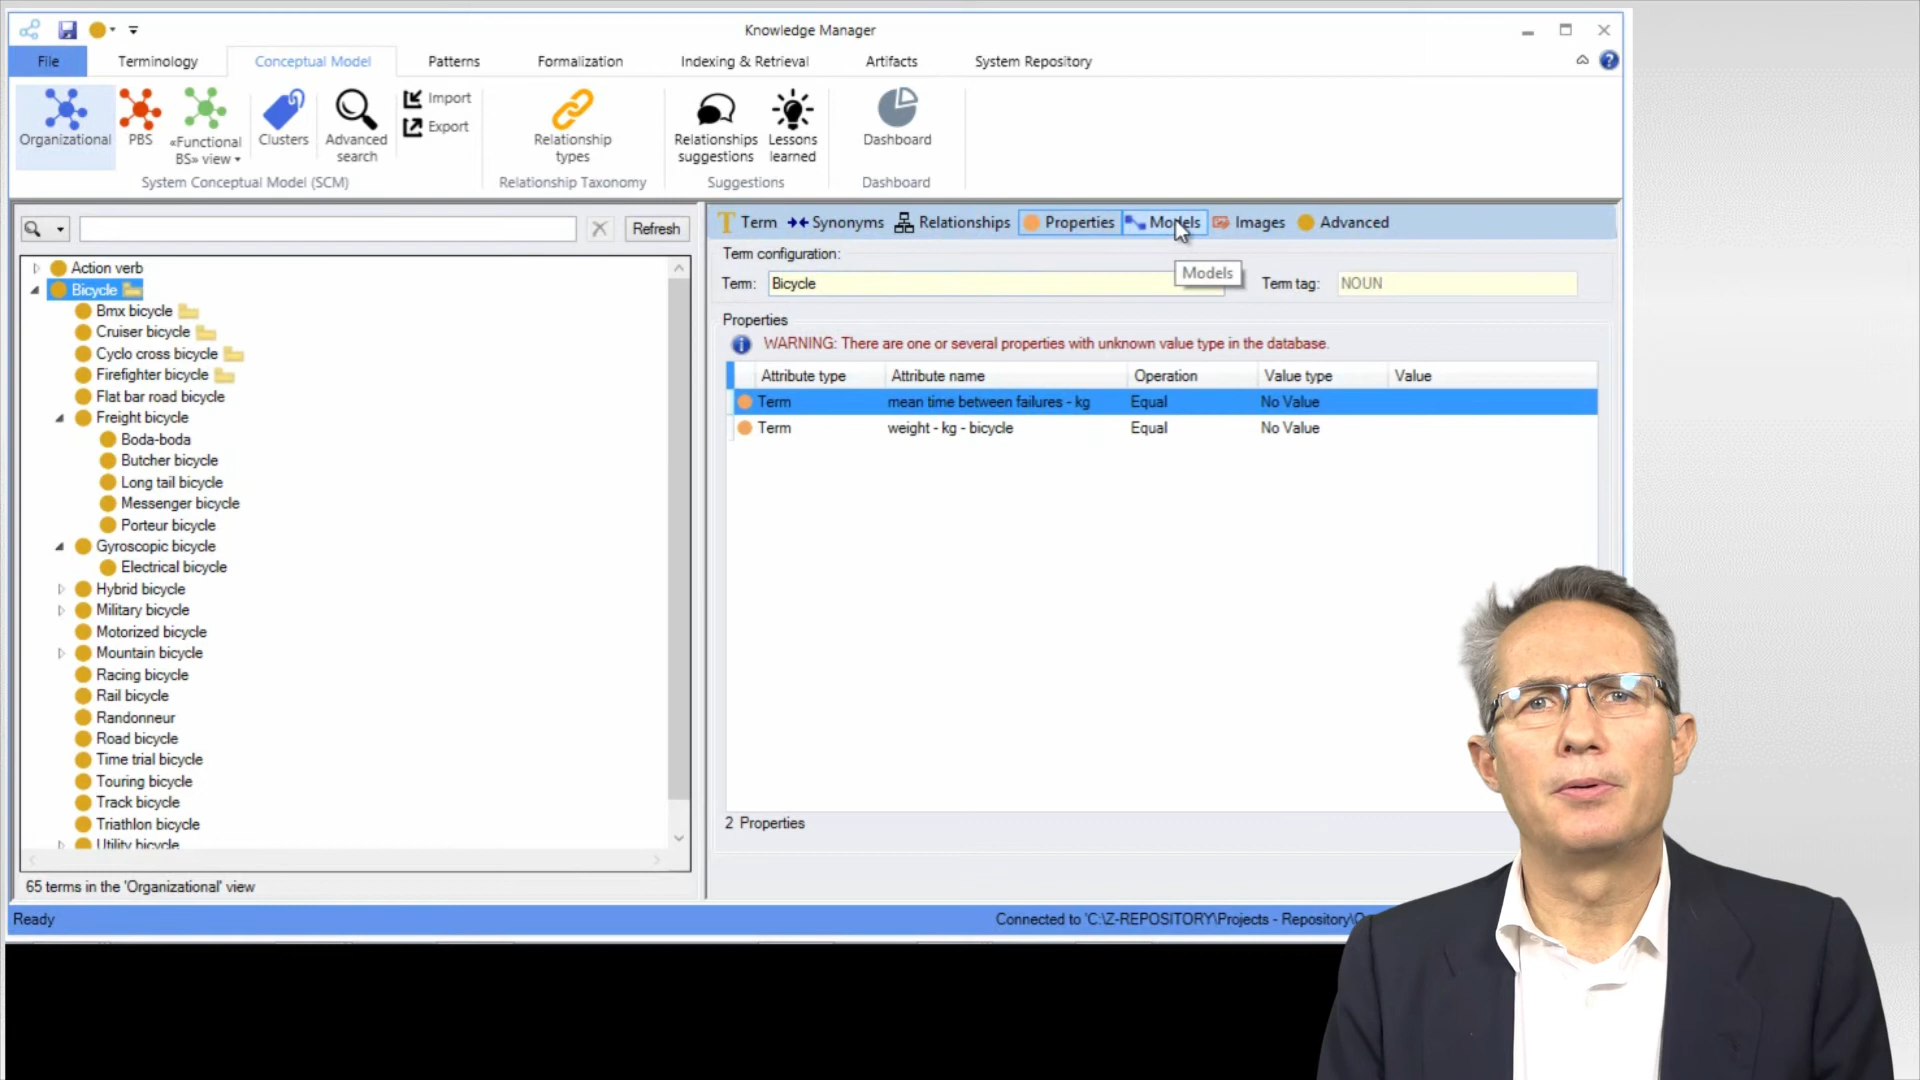 Knowledge Manager
File Terminology Conceptual Model Patterns Formalization Indexing & Retrieval Artifacts System Repository
Organizational
PBS
«Functional
BS» view
Clusters
Advanced
search
Import
Export
System Conceptual Model (SCM)
Relationship
types
Relationship Taxonomy
Relationships
suggestions
Lessons
learned
Suggestions
Dashboard
Dashboard
Refresh
Action verb
Bicycle
Bmx bicycle
Cruiser bicycle
Cyclo cross bicycle
Firefighter bicycle
Flat bar road bicycle
Freight bicycle
Boda-boda
Butcher bicycle
Long tail bicycle
Messenger bicycle
Porteur bicycle
Gyroscopic bicycle
Electrical bicycle
Hybrid bicycle
Military bicycle
Motorized bicycle
Mountain bicycle
Racing bicycle
Rail bicycle
Randonneur
Road bicycle
Time trial bicycle
Touring bicycle
Track bicycle
Triathlon bicycle
Utility bicycle
65 terms in the 'Organizational' view
Term Synonyms Relationships Properties Models Images Advanced
Term configuration:
Term: Bicycle Term tag: NOUN
Models
Properties
WARNING: There are one or several properties with unknown value type in the database.
Attribute type Attribute name Operation Value type Value
Term mean time between failures - kg Equal No Value
Term weight - kg - bicycle Equal No Value
2 Properties
Ready Connected to 'C:\Z-REPOSITORY\Projects - Repository\